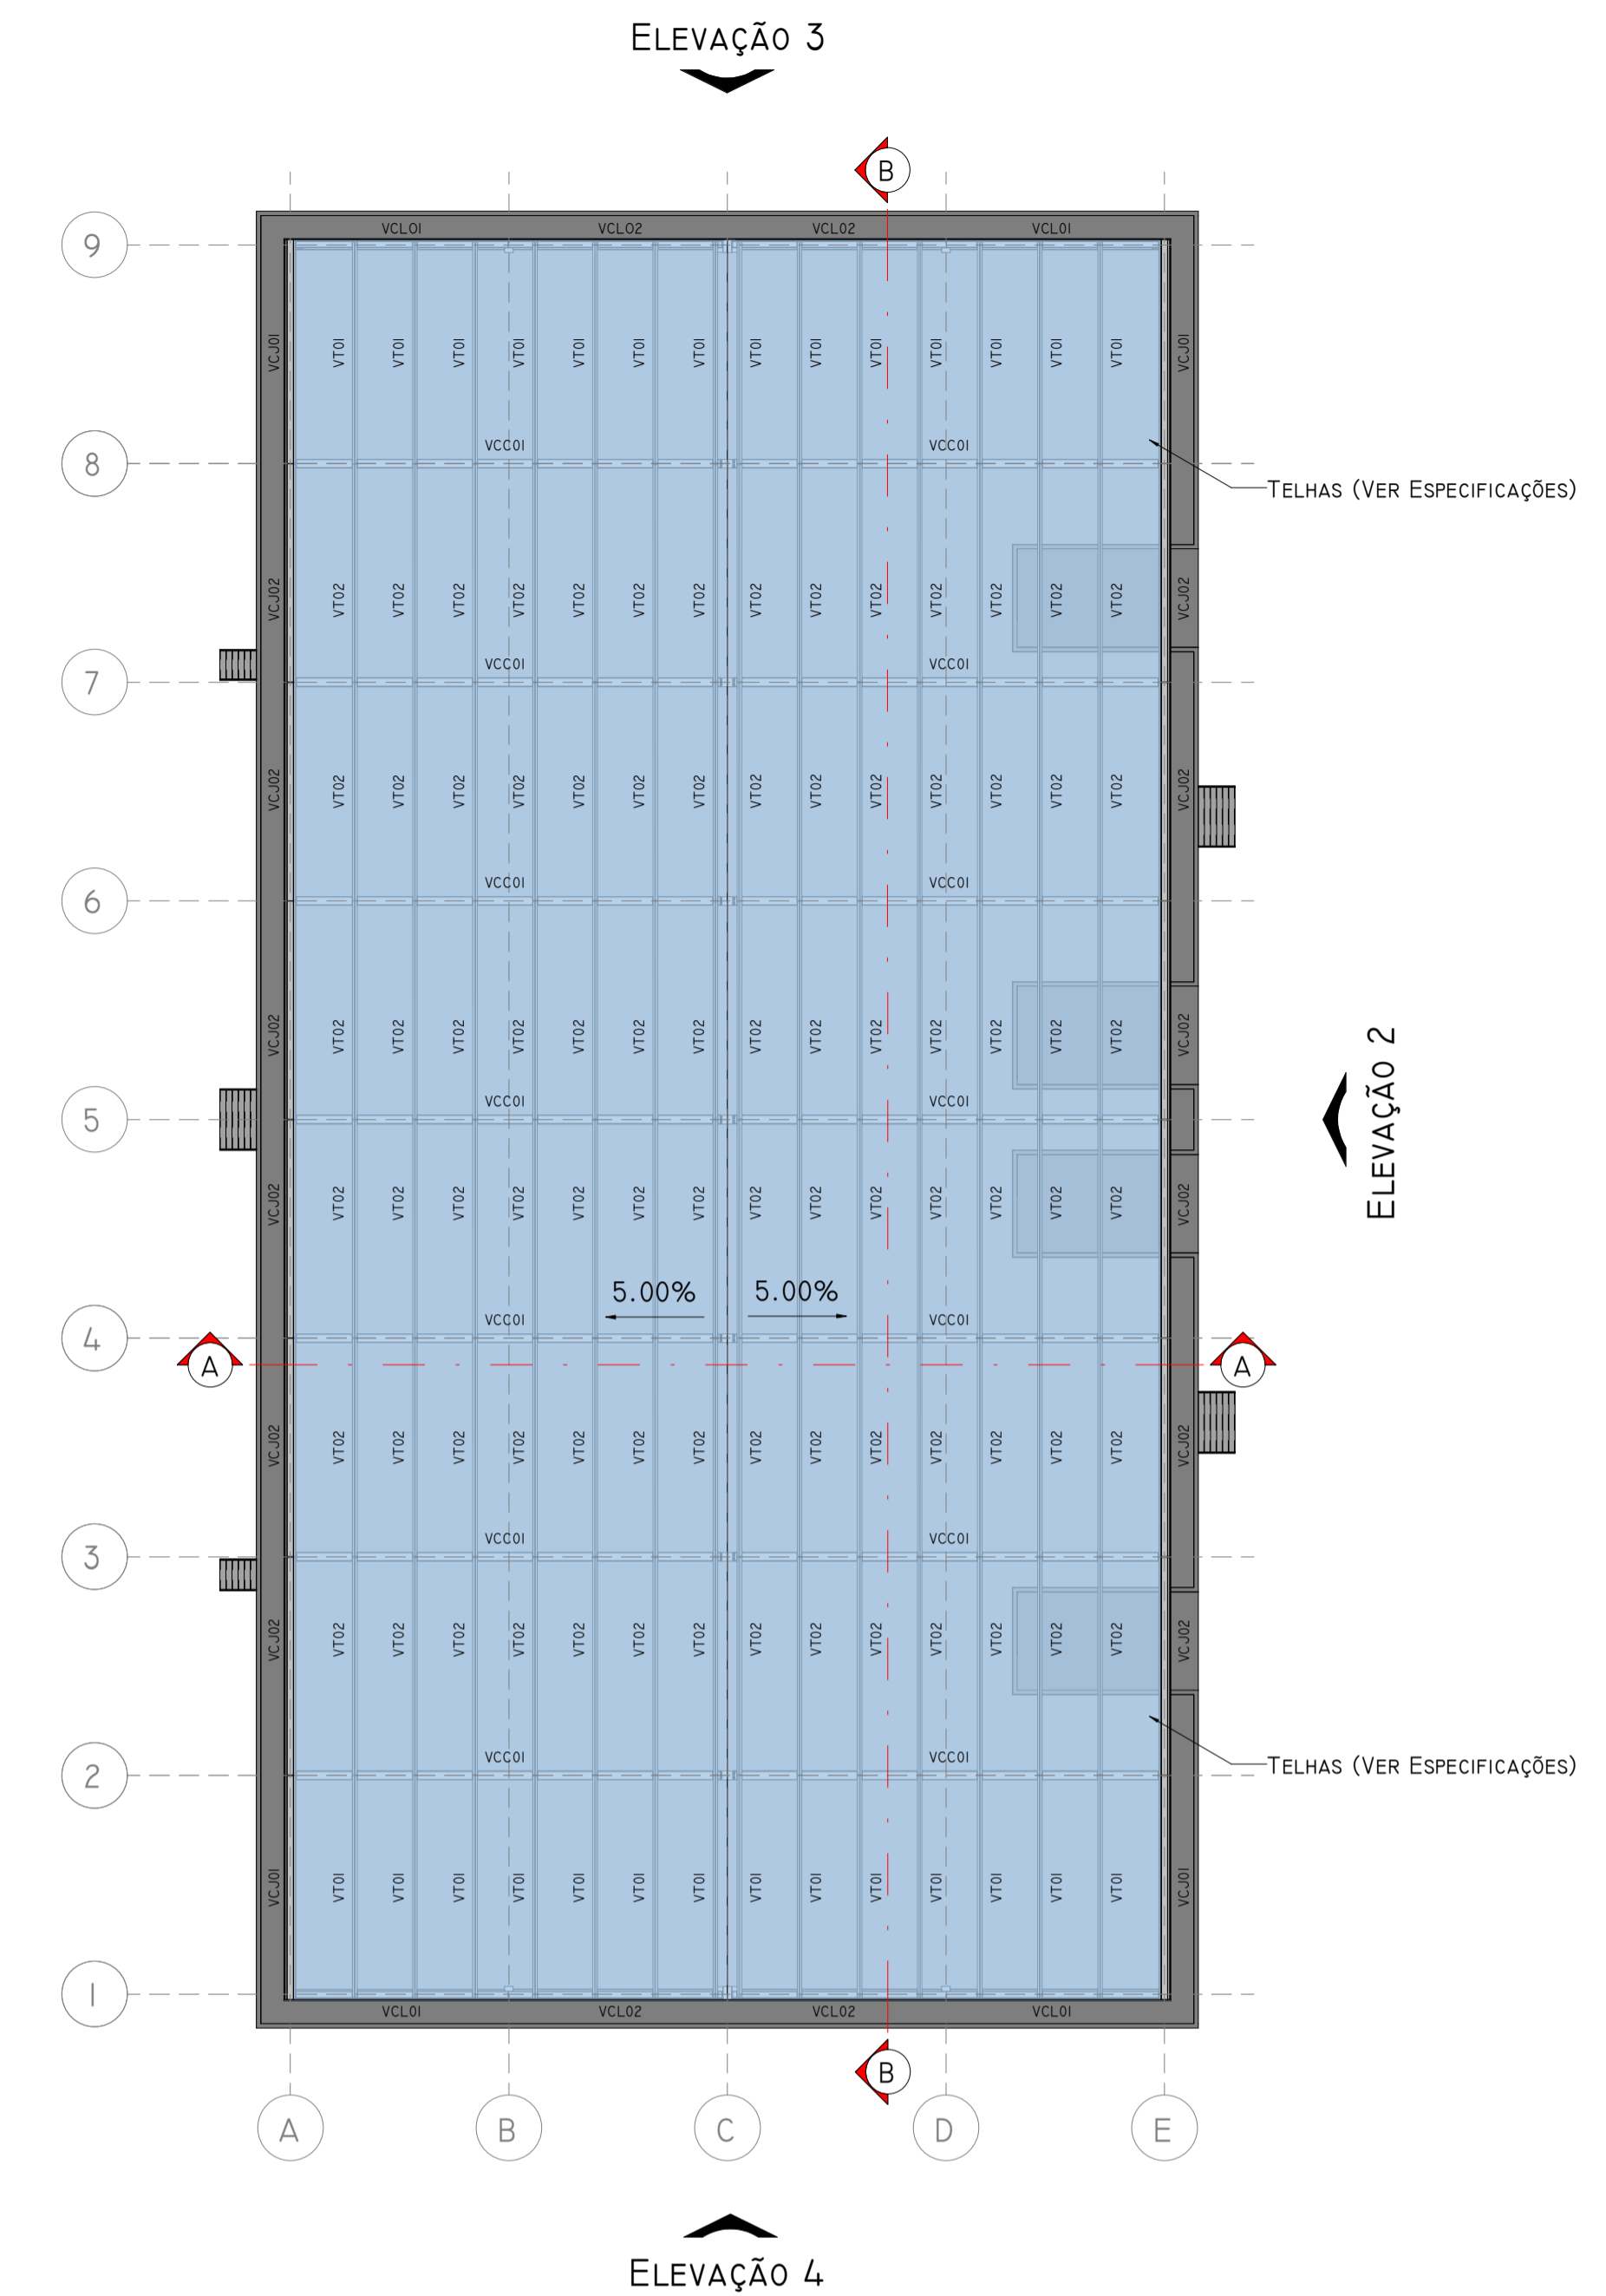 ELEVAÇÃO 3
B
9
VCL01 VCL02 VCL02 VCL01
VCJ01 VT01 VT01 VT01 VT01 VT01 VT01 VT01 VT01 VT01 VT01 VT01 VT01 VT01 VT01 VCJ01
VCC01 VCC01
8
TELHAS (VER ESPECIFICAÇÕES)
VCJ02 VT02 VT02 VT02 VT02 VT02 VT02 VT02 VT02 VT02 VT02 VT02 VT02 VT02 VT02 VCJ02
VCC01 VCC01
7
VCJ02 VT02 VT02 VT02 VT02 VT02 VT02 VT02 VT02 VT02 VT02 VT02 VT02 VT02 VT02 VCJ02
VCC01 VCC01
6
VCJ02 VT02 VT02 VT02 VT02 VT02 VT02 VT02 VT02 VT02 VT02 VT02 VT02 VT02 VT02 VCJ02
VCC01 VCC01
5
ELEVAÇÃO 2
VCJ02 VT02 VT02 VT02 VT02 VT02 VT02 VT02 VT02 VT02 VT02 VT02 VT02 VT02 VT02 VCJ02
5.00% 5.00%
VCC01 VCC01
4
A A
VCJ02 VT02 VT02 VT02 VT02 VT02 VT02 VT02 VT02 VT02 VT02 VT02 VT02 VT02 VT02 VCJ02
VCC01 VCC01
3
VCJ02 VT02 VT02 VT02 VT02 VT02 VT02 VT02 VT02 VT02 VT02 VT02 VT02 VT02 VT02 VCJ02
VCC01 VCC01
TELHAS (VER ESPECIFICAÇÕES)
2
VCJ01 VT01 VT01 VT01 VT01 VT01 VT01 VT01 VT01 VT01 VT01 VT01 VT01 VT01 VT01 VCJ01
1
VCL01 VCL02 VCL02 VCL01
B
A B C D E
ELEVAÇÃO 4